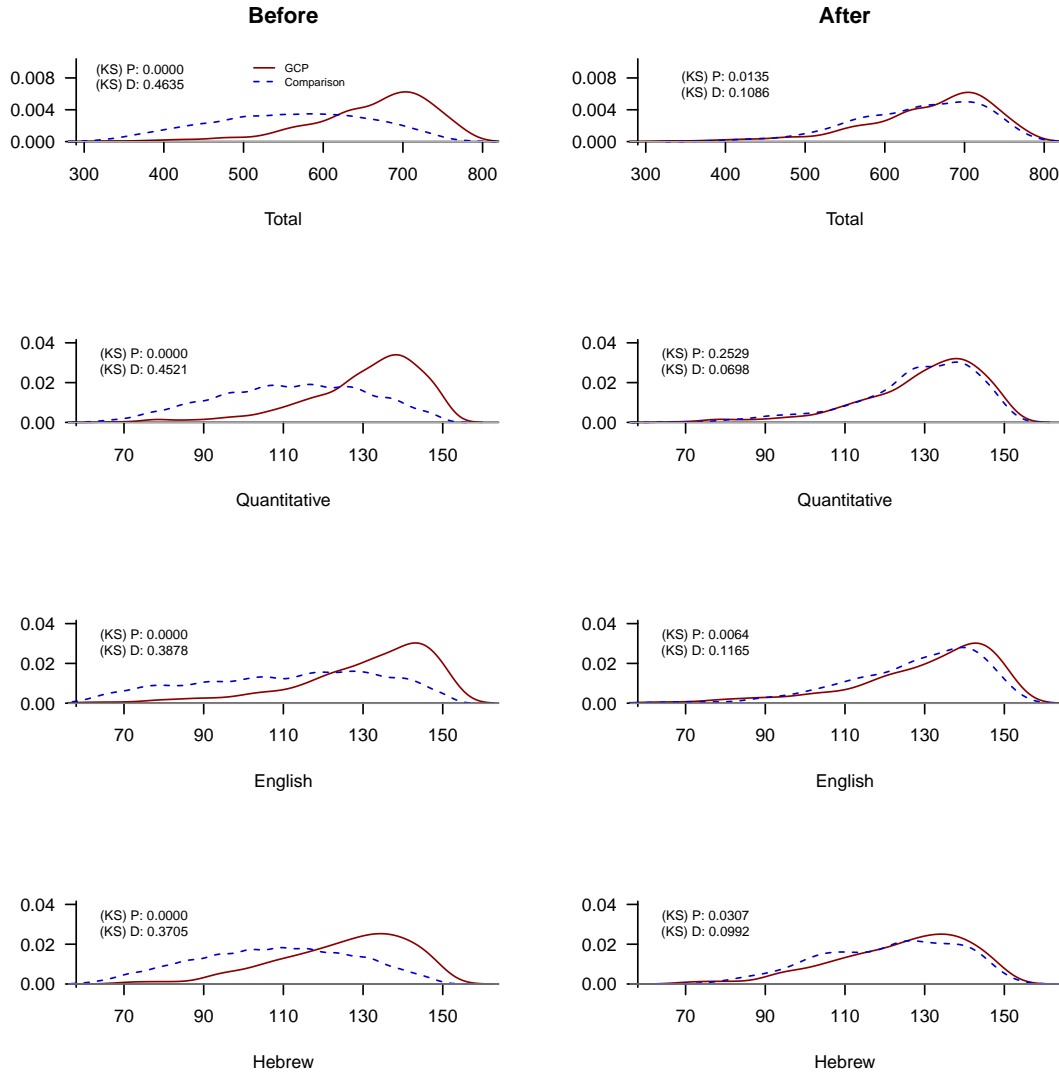 Before
After
(KS) P: 0.0000
(KS) D: 0.4635
GCP
Comparison
0.008
0.004
0.000
300 400 500 600 700 800
Total
(KS) P: 0.0135
(KS) D: 0.1086
0.008
0.004
0.000
300 400 500 600 700 800
Total
(KS) P: 0.0000
(KS) D: 0.4521
0.04
0.02
0.00
70 90 110 130 150
Quantitative
(KS) P: 0.2529
(KS) D: 0.0698
0.04
0.02
0.00
70 90 110 130 150
Quantitative
(KS) P: 0.0000
(KS) D: 0.3878
0.04
0.02
0.00
70 90 110 130 150
English
(KS) P: 0.0064
(KS) D: 0.1165
0.04
0.02
0.00
70 90 110 130 150
English
(KS) P: 0.0000
(KS) D: 0.3705
0.04
0.02
0.00
70 90 110 130 150
Hebrew
(KS) P: 0.0307
(KS) D: 0.0992
0.04
0.02
0.00
70 90 110 130 150
Hebrew